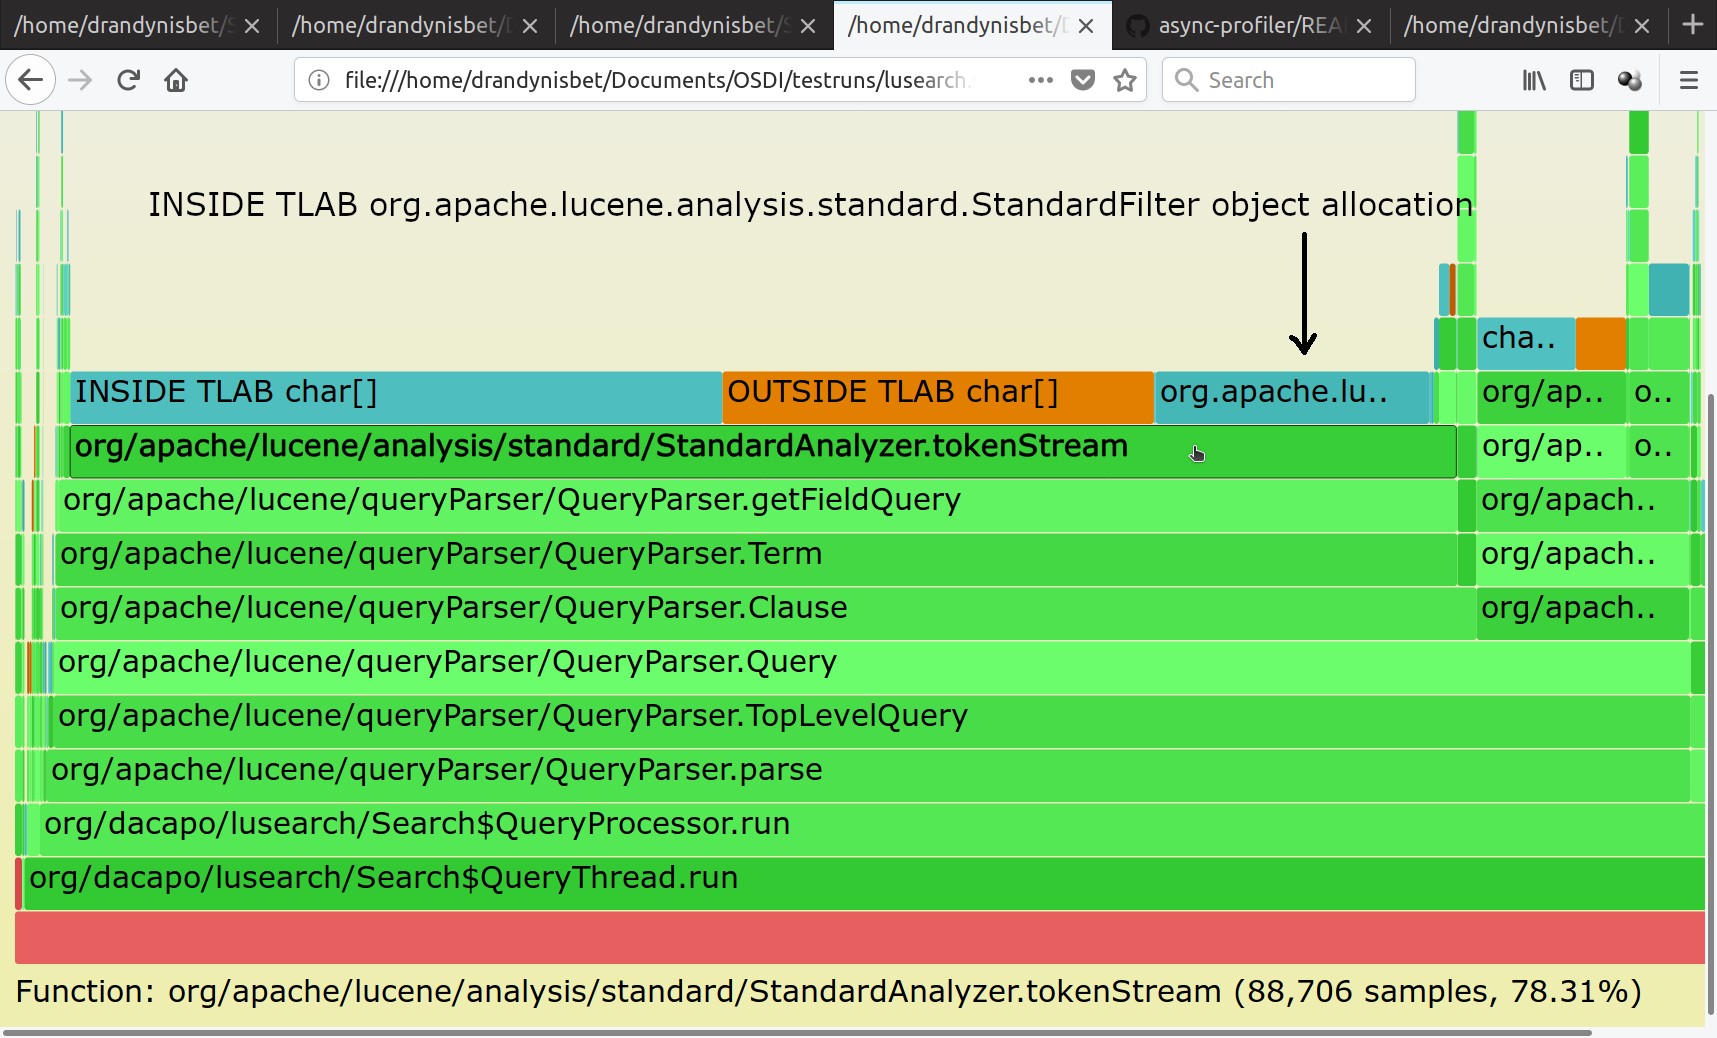 /home/drandynisbet/ /home/drandynisbet/ /home/drandynisbet/ /home/drandynisbet/ async-profiler/REA /home/drandynisbet/
file:///home/drandynisbet/Documents/OSDI/testruns/lusearch. Search
INSIDE TLAB org.apache.lucene.analysis.standard.StandardFilter object allocation
cha..
INSIDE TLAB char[] OUTSIDE TLAB char[] org.apache.lu.. org/ap.. o..
org/apache/lucene/analysis/standard/StandardAnalyzer.tokenStream org/ap.. o..
org/apache/lucene/queryParser/QueryParser.getFieldQuery org/apach..
org/apache/lucene/queryParser/QueryParser.Term org/apach..
org/apache/lucene/queryParser/QueryParser.Clause org/apach..
org/apache/lucene/queryParser/QueryParser.Query
org/apache/lucene/queryParser/QueryParser.TopLevelQuery
org/apache/lucene/queryParser/QueryParser.parse
org/dacapo/lusearch/Search$QueryProcessor.run
org/dacapo/lusearch/Search$QueryThread.run
Function: org/apache/lucene/analysis/standard/StandardAnalyzer.tokenStream (88,706 samples, 78.31%)